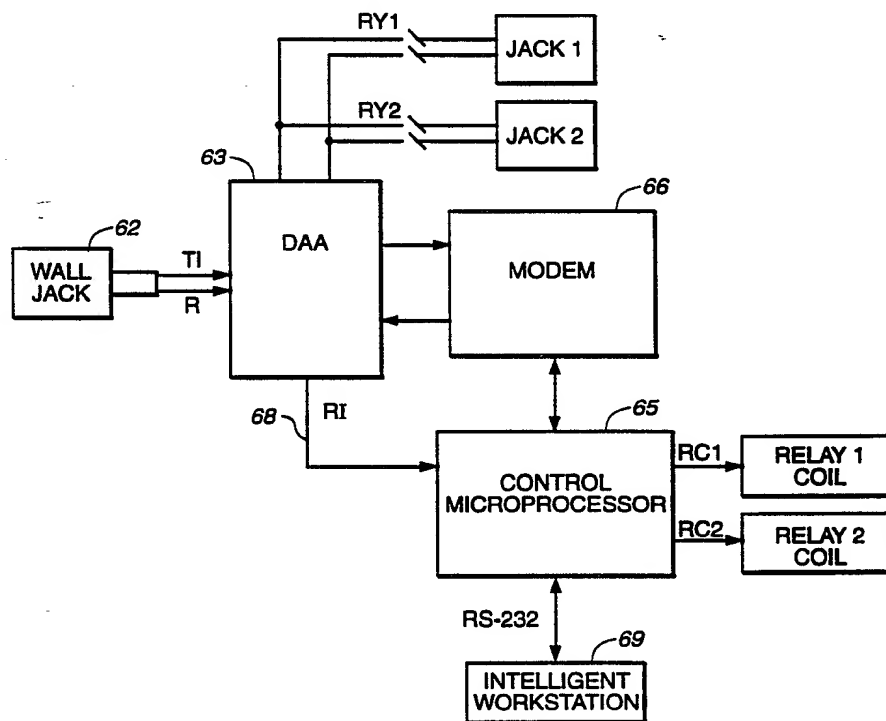 RY1
JACK 1
RY2
JACK 2
63
66
62
DAA
MODEM
WALL
JACK
TI
R
68
RI
65
CONTROL
MICROPROCESSOR
RC1
RELAY 1
COIL
RC2
RELAY 2
COIL
RS-232
69
INTELLIGENT
WORKSTATION